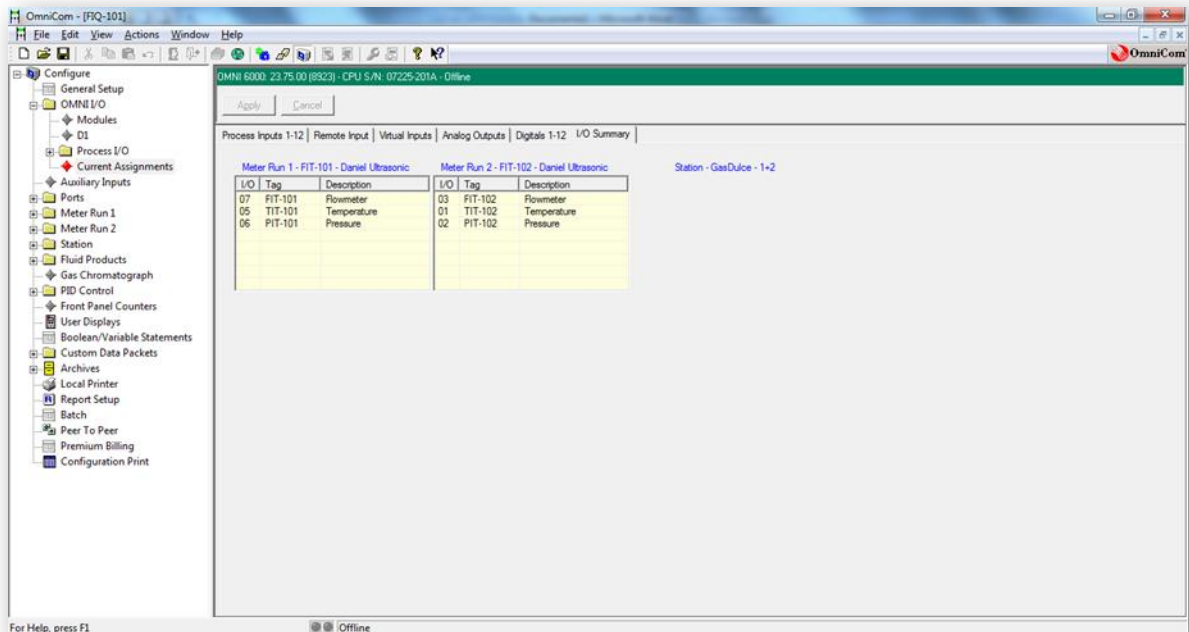 OmniCom - [FIQ-101]
File Edit View Actions Window Help
OmniCom
Configure
General Setup
OMNI I/O
Modules
D1
Process I/O
Current Assignments
Auxiliary Inputs
Ports
Meter Run 1
Meter Run 2
Station
Fluid Products
Gas Chromatograph
PID Control
Front Panel Counters
User Displays
Boolean/Variable Statements
Custom Data Packets
Archives
Local Printer
Report Setup
Batch
Peer To Peer
Premium Billing
Configuration Print
OMNI 6000: 23.75.00 (8923) - CPU S/N: 07225-201A - Offline
Apply Cancel
Process Inputs 1-12 Remote Input Virtual Inputs Analog Outputs Digitals 1-12 I/O Summary
Meter Run 1 - FIT-101 - Daniel Ultrasonic
I/O Tag Description
07 FIT-101 Flowmeter
05 TIT-101 Temperature
06 PIT-101 Pressure
Meter Run 2 - FIT-102 - Daniel Ultrasonic
I/O Tag Description
03 FIT-102 Flowmeter
01 TIT-102 Temperature
02 PIT-102 Pressure
Station - GasDulce - 1+2
For Help, press F1
Offline